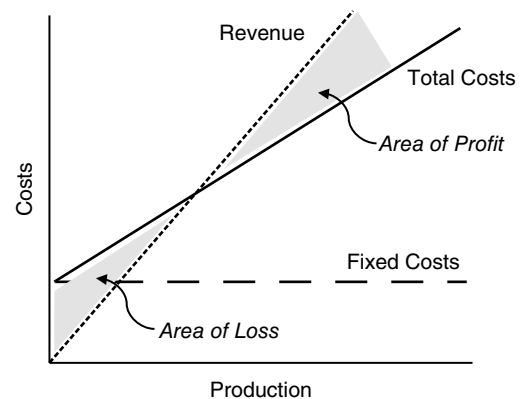 Revenue
Total Costs
Area of Profit
Costs
Fixed Costs
Area of Loss
Production